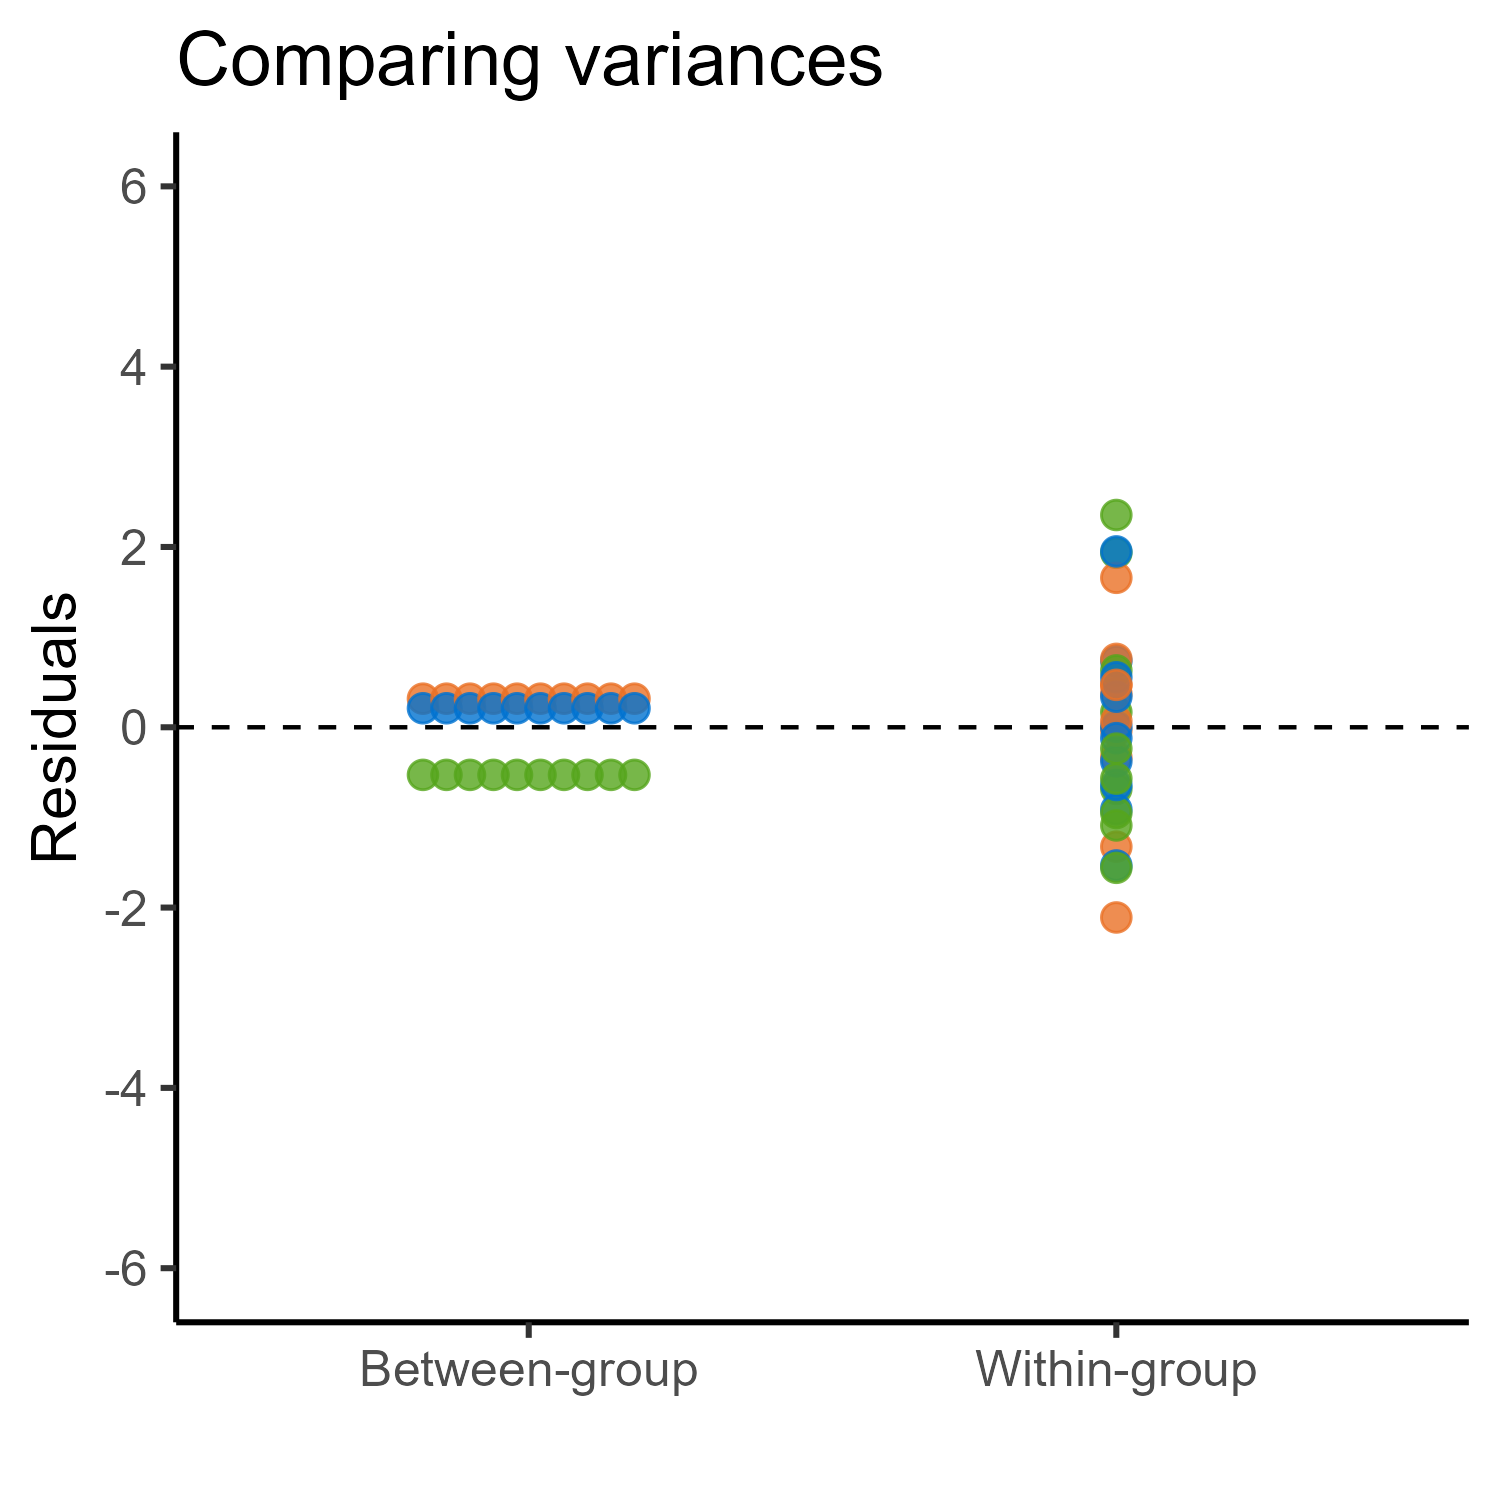 Comparing variances
Residuals
6
4
2
0
-2
-4
-6
Between-group
Within-group